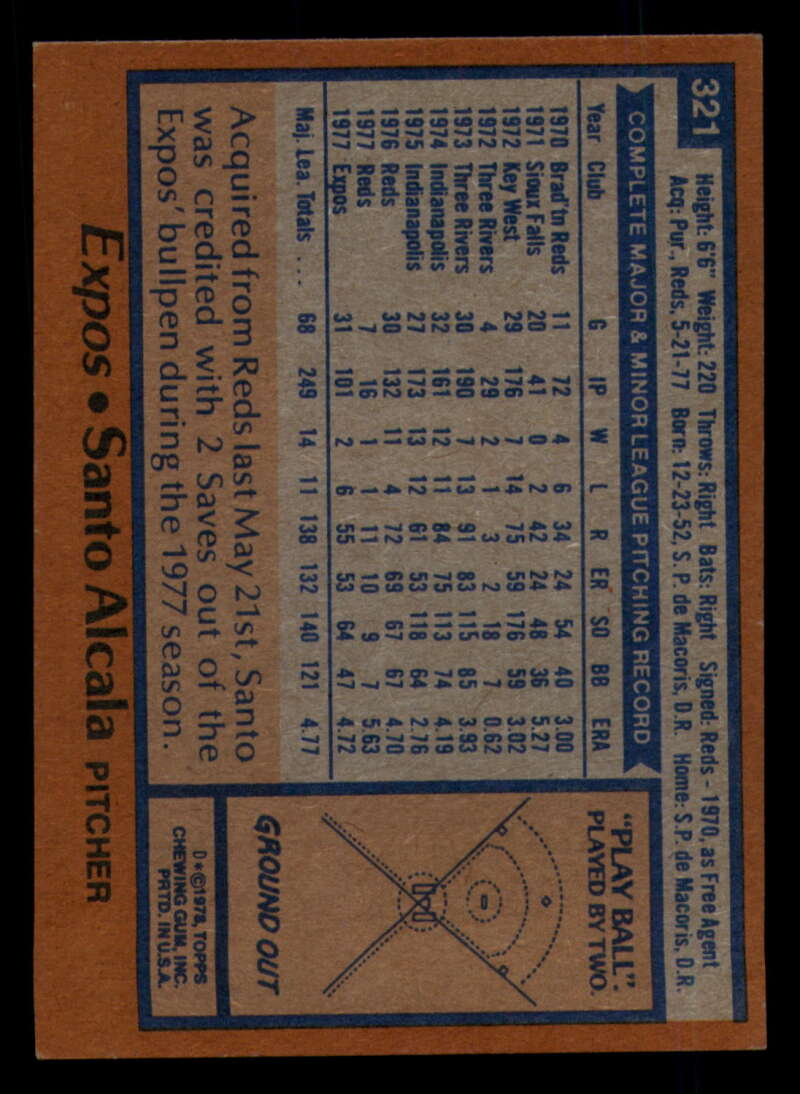 321
Height: 6'6" Weight: 220 Throws: Right Bats: Right Signed: Reds - 1970, as Free Agent
Acq: Pur., Reds, 5-21-77 Born: 12-23-52, S. P. de Macoris, D.R. Home: S.P. de Macoris, D.R.
COMPLETE MAJOR & MINOR LEAGUE PITCHING RECORD
Year Club G IP W L R ER SO BB ERA
1970 Brad'tn Reds 11 72 4 6 34 24 54 40 3.00
1971 Sioux Falls 20 41 0 2 42 24 48 36 5.27
1972 Key West 29 176 7 14 75 59 176 59 3.02
1972 Three Rivers 4 29 2 1 3 2 18 7 0.62
1973 Three Rivers 30 190 7 13 91 83 115 85 3.93
1974 Indianapolis 32 161 12 11 84 75 113 74 4.19
1975 Indianapolis 27 173 13 12 61 53 118 64 2.76
1976 Reds 30 132 11 4 72 69 67 67 4.70
1977 Reds 7 16 1 1 11 10 9 7 5.63
1977 Expos 31 101 2 6 55 53 64 47 4.72
Maj. Lea. Totals ... 68 249 14 11 138 132 140 121 4.77
Acquired from Reds last May 21st, Santo
was credited with 2 Saves out of the
Expos' bullpen during the 1977 season.
"PLAY BALL"-
PLAYED BY TWO.
GROUND OUT
D*©1978, TOPPS
CHEWING GUM, INC.
PRTD. IN U.S.A.
Expos • Santo Alcala PITCHER